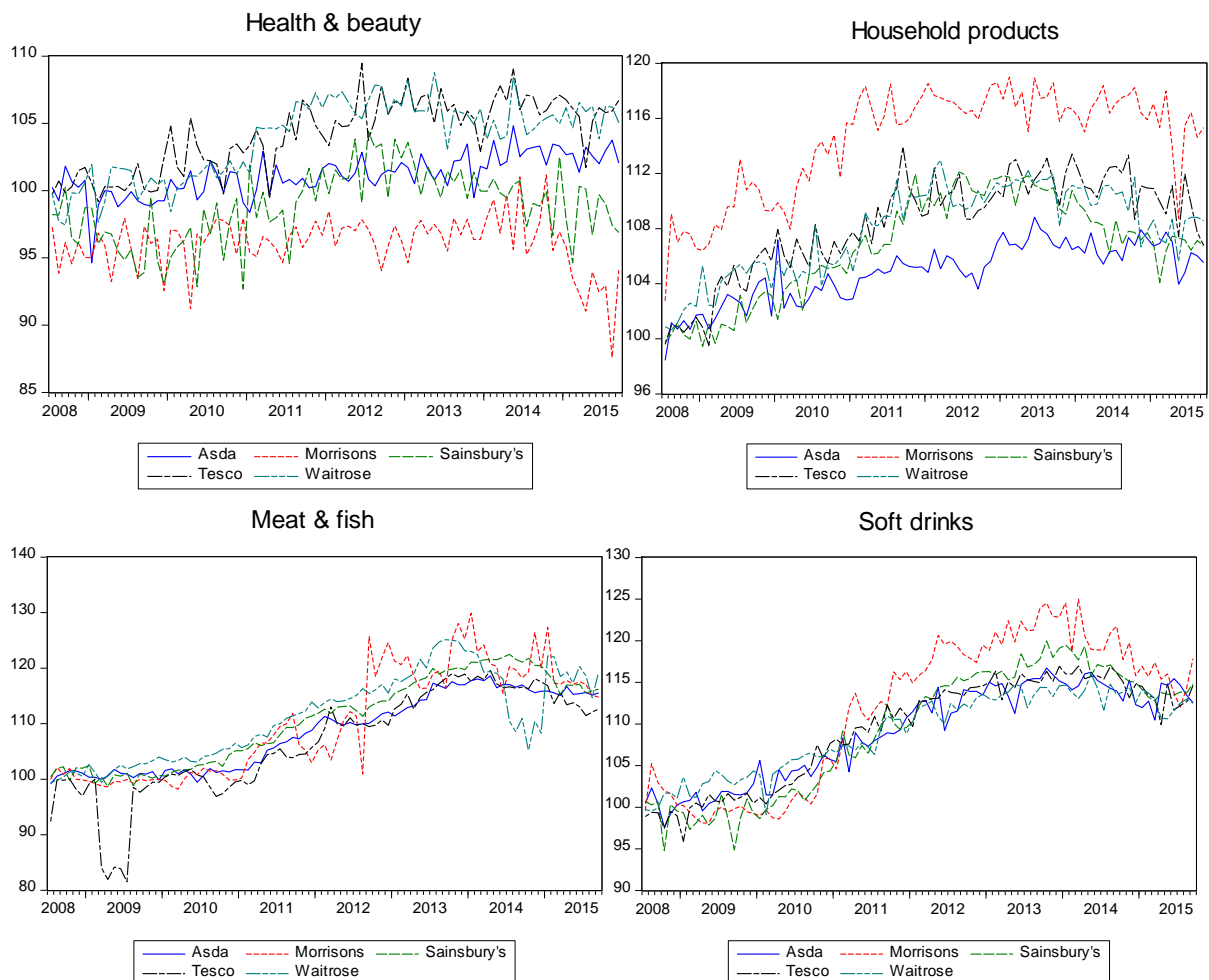 Health & beauty
110
105
100
95
90
85
2008 2009 2010 2011 2012 2013 2014 2015
Asda Morrisons Sainsbury's
Tesco Waitrose
Household products
120
116
112
108
104
100
96
2008 2009 2010 2011 2012 2013 2014 2015
Asda Morrisons Sainsbury's
Tesco Waitrose
Meat & fish
140
130
120
110
100
90
80
2008 2009 2010 2011 2012 2013 2014 2015
Asda Morrisons Sainsbury's
Tesco Waitrose
Soft drinks
130
125
120
115
110
105
100
95
90
2008 2009 2010 2011 2012 2013 2014 2015
Asda Morrisons Sainsbury's
Tesco Waitrose